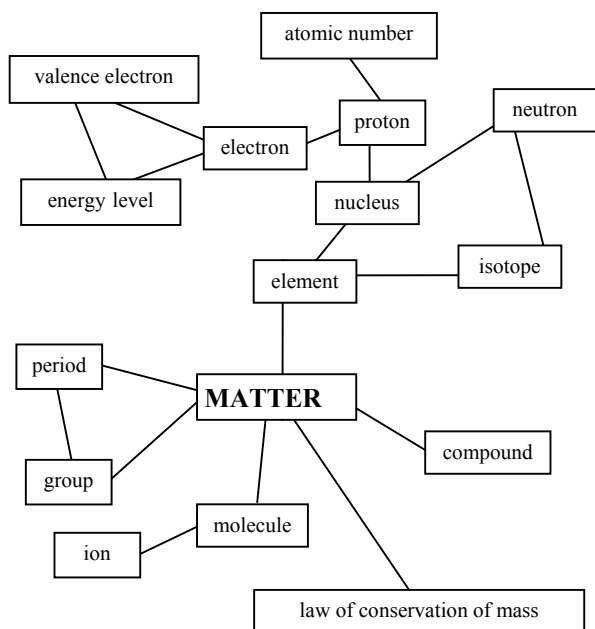 atomic number
valence electron
neutron
proton
electron
energy level
nucleus
isotope
element
period
MATTER
compound
group
molecule
ion
law of conservation of mass